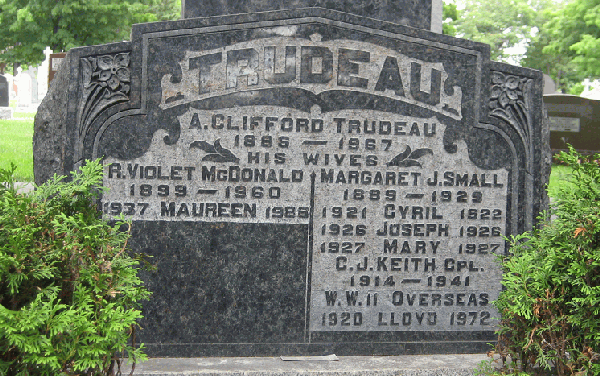 TRUDEAU
A. CLIFFORD TRUDEAU
1885 - 1967
HIS WIVES
R. VIOLET MCDONALD
1899 - 1960
1937 MAUREEN 1985
MARGARET J. SMALL
1889 - 1929
1921 CYRIL 1922
1926 JOSEPH 1926
1927 MARY 1927
C. J. KEITH CPL.
1914 - 1941
W. W. II OVERSEAS
1920 LLOYD 1972